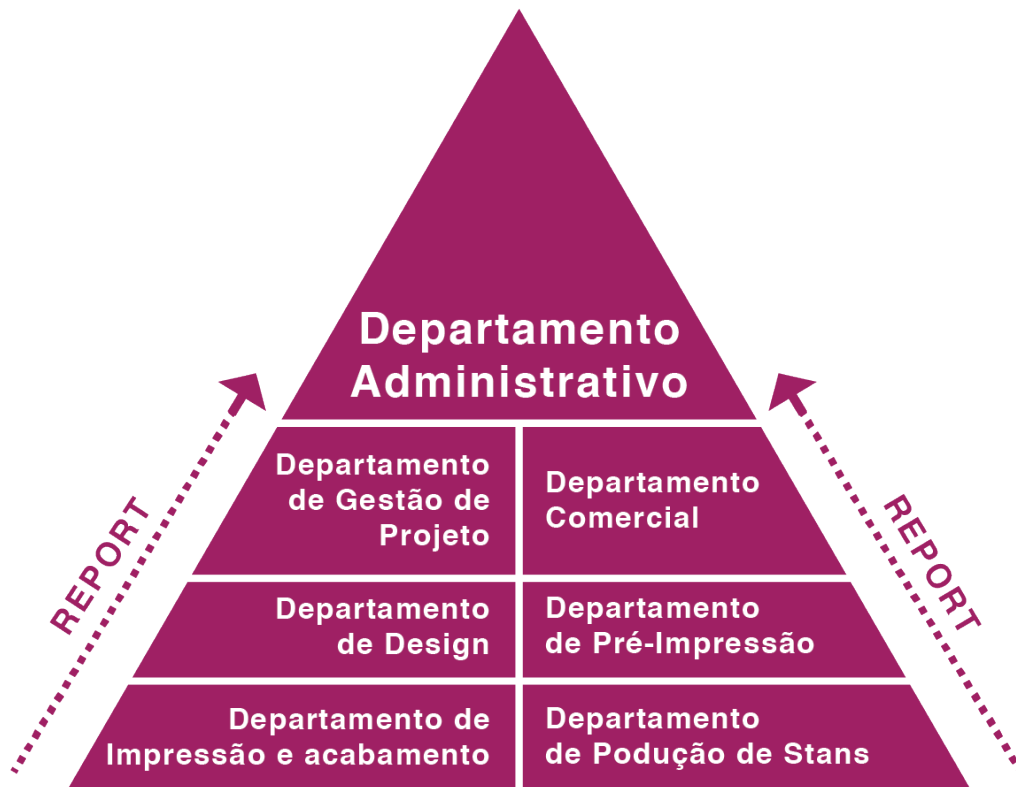 Departamento
Administrativo
Departamento
de Gestão de
Projeto
Departamento
Comercial
REPORT
REPORT
Departamento
de Design
Departamento
de Pré-Impressão
Departamento de
Impressão e acabamento
Departamento
de Podução de Stans